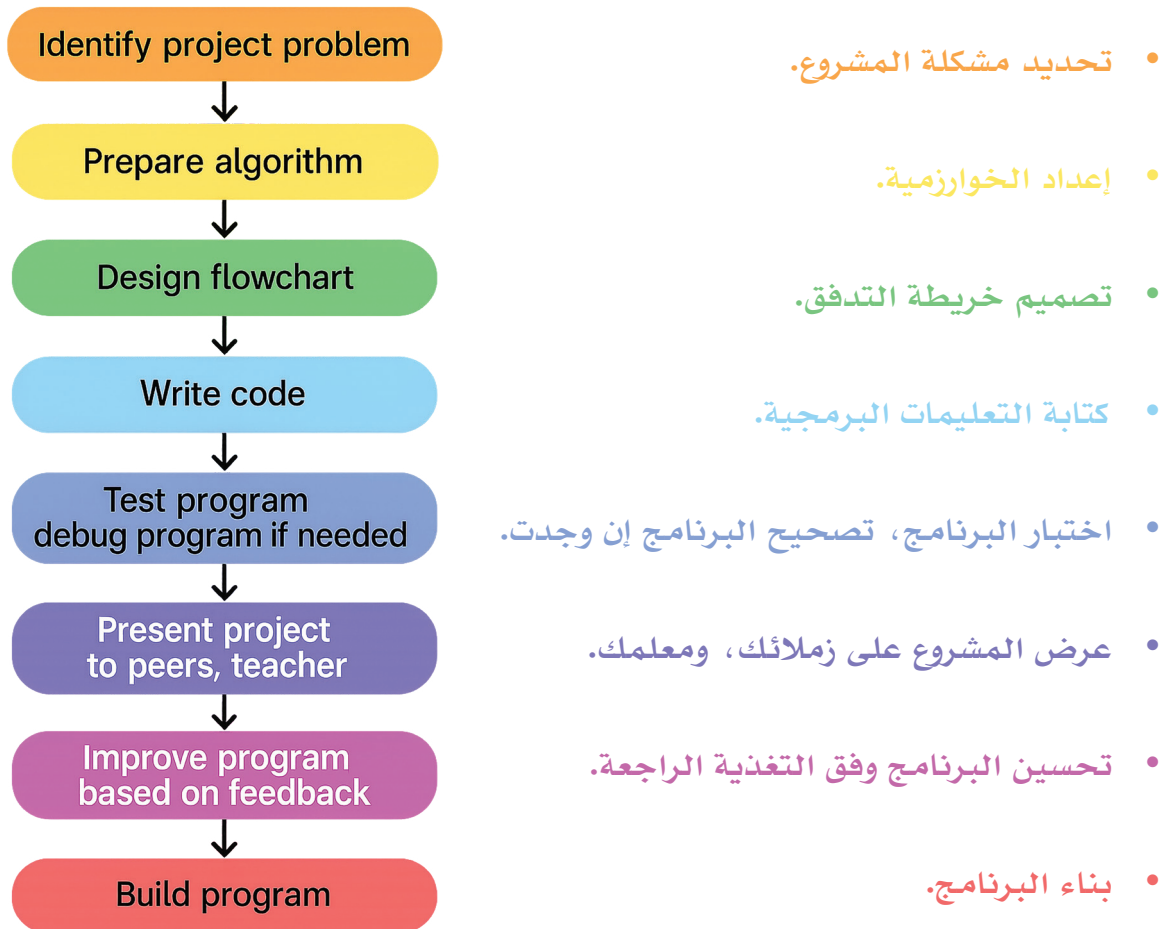 Identify project problem
تحديد مشكلة المشروع.
Prepare algorithm
إعداد الخوارزمية.
Design flowchart
تصميم خريطة التدفق.
Write code
كتابة التعليمات البرمجية.
Test program
debug program if needed
اختبار البرنامج، تصحيح البرنامج إن وجدت.
Present project
to peers, teacher
عرض المشروع على زملائك، ومعلمك.
Improve program
based on feedback
تحسين البرنامج وفق التغذية الراجعة.
Build program
بناء البرنامج.